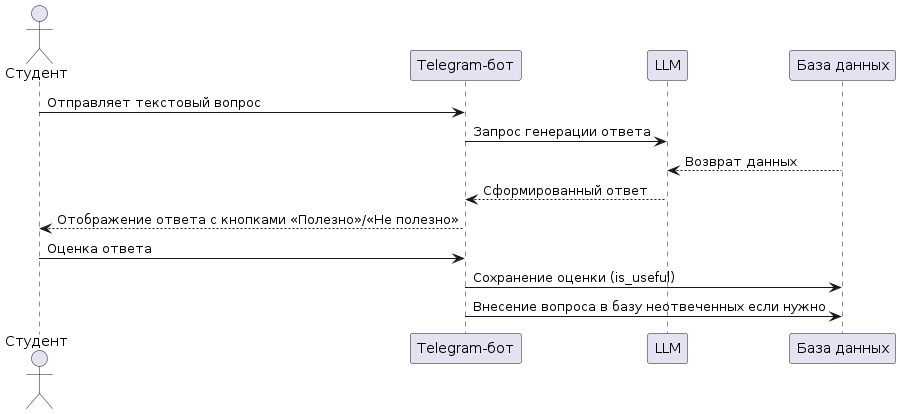 Студент
Telegram-бот
LLM
База данных
Отправляет текстовый вопрос
Запрос генерации ответа
Возврат данных
Сформированный ответ
Отображение ответа с кнопками «Полезно»/«Не полезно»
Оценка ответа
Сохранение оценки (is_useful)
Внесение вопроса в базу неотвеченных если нужно
Студент
Telegram-бот
LLM
База данных